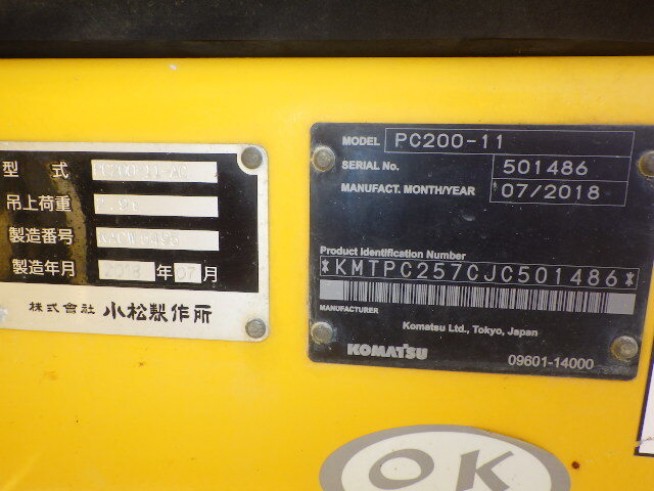 型 式
吊上荷重
製造番号
製造年月 2018 年 07 月
株式会社 小松製作所
MODEL PC200-11
SERIAL No. 501486
MANUFACT. MONTH/YEAR 07/2018
Product Identification Number
*KMTPC257CJC501486*
MANUFACTURER
Komatsu Ltd., Tokyo, Japan
KOMATSU 09601-14000
OK